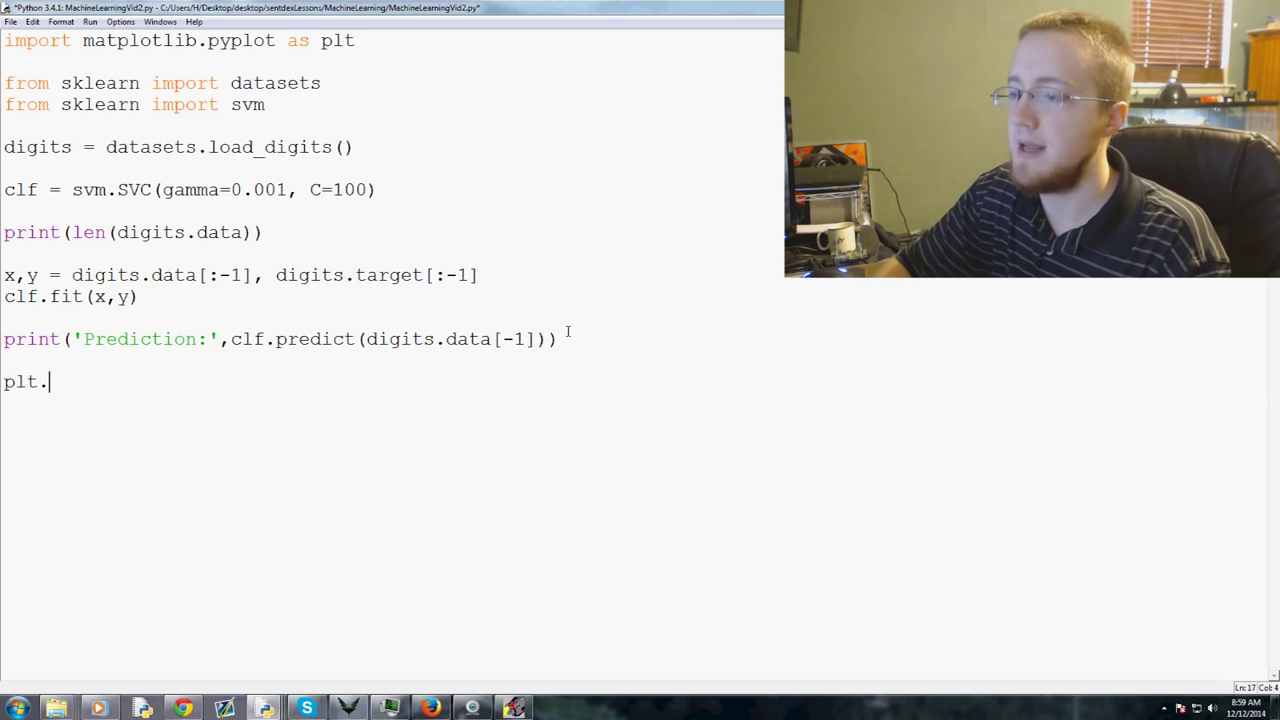 *Python 3.4.1: MachineLearningVid2.py - C:/Users/H/Desktop/desktop/sentdexLessons/MachineLearning/MachineLearningVid2.py*
File Edit Format Run Options Windows Help
import matplotlib.pyplot as plt
from sklearn import datasets
from sklearn import svm
digits = datasets.load_digits()
clf = svm.SVC(gamma=0.001, C=100)
print(len(digits.data))
x,y = digits.data[:-1], digits.target[:-1]
clf.fit(x,y)
print('Prediction:',clf.predict(digits.data[-1]))
plt.
Ln: 17 Col: 4
8:59 AM
12/12/2014